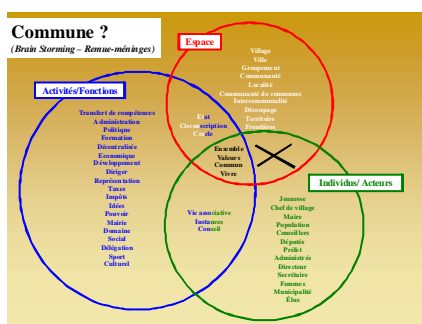 Commune ?
(Brain Storming – Remue-méninges)
Espace
Village
Ville
Groupement
Communauté
Localité
Communauté de communes
Intercommunalité
Découpage
Territoire
Frontières
Activités/Fonctions
Transfert de compétences
Administration
Politique
Formation
Décentralisée
Economique
Développement
Diriger
Représentation
Taxes
Impôts
Idées
Pouvoir
Mairie
Domaine
Social
Délégation
Sport
Culturel
Etat
Circonscription
Cercle
Ensemble
Valeurs
Commun
Vivre
Vie associative
Instances
Conseil
Individus/ Acteurs
Jeunesse
Chef de village
Maire
Population
Conseillers
Députés
Préfet
Administrés
Directeur
Secrétaire
Femmes
Municipalité
Élus